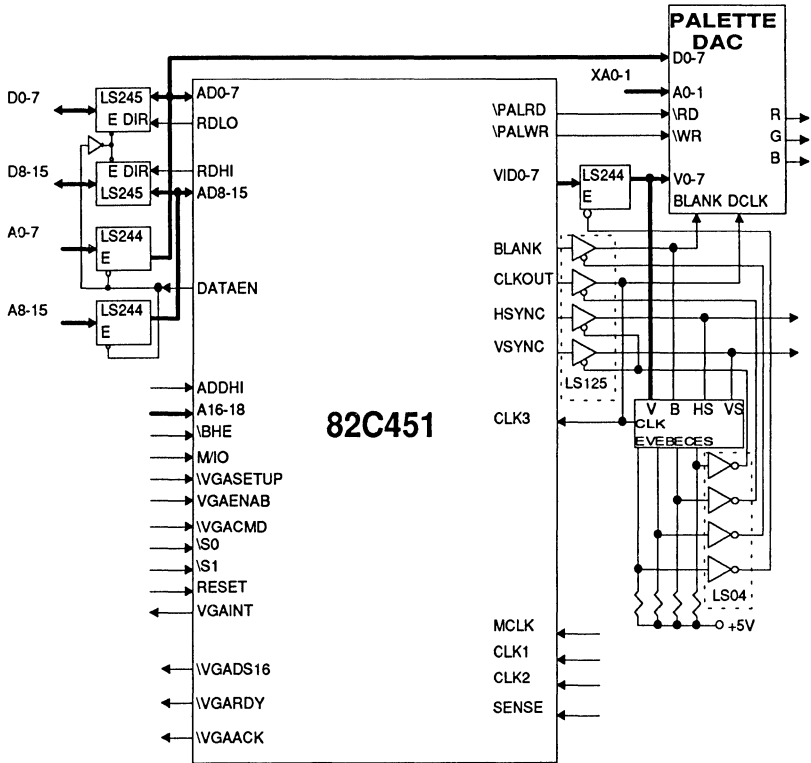 PALETTE
DAC
D0-7
XA0-1
A0-1
\RD
\WR
R
G
B
V0-7
BLANK DCLK
D0-7
LS245
E DIR
AD0-7
RDLO
D8-15
E DIR
LS245
RDHI
AD8-15
A0-7
LS244
E
DATAEN
A8-15
LS244
E
\PALRD
\PALWR
VID0-7
LS244
E
BLANK
CLKOUT
HSYNC
VSYNC
LS125
ADDHI
A16-18
\BHE
M/IO
\VGASETUP
VGAENAB
\VGACMD
\S0
\S1
RESET
VGAINT
82C451
CLK3
V B HS VS
CLK
EVEBECES
LS04
+5V
\VGADS16
\VGARDY
\VGAACK
MCLK
CLK1
CLK2
SENSE